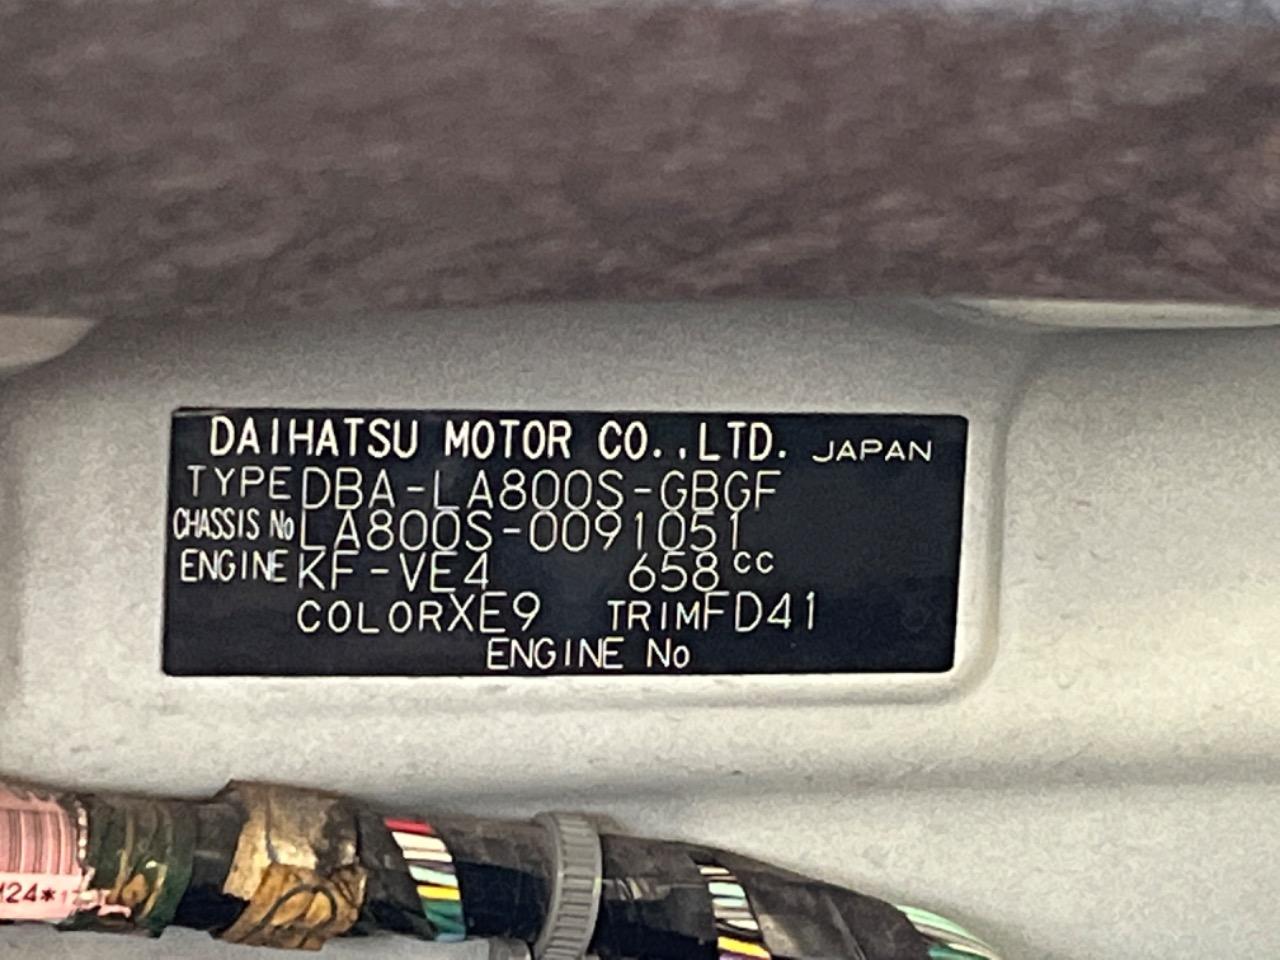 DAIHATSU MOTOR CO.,LTD. JAPAN
TYPE DBA-LA800S-GBGF
CHASSIS No LA800S-0091051
ENGINE KF-VE4 658cc
COLOR XE9 TRIM FD41
ENGINE No
24*